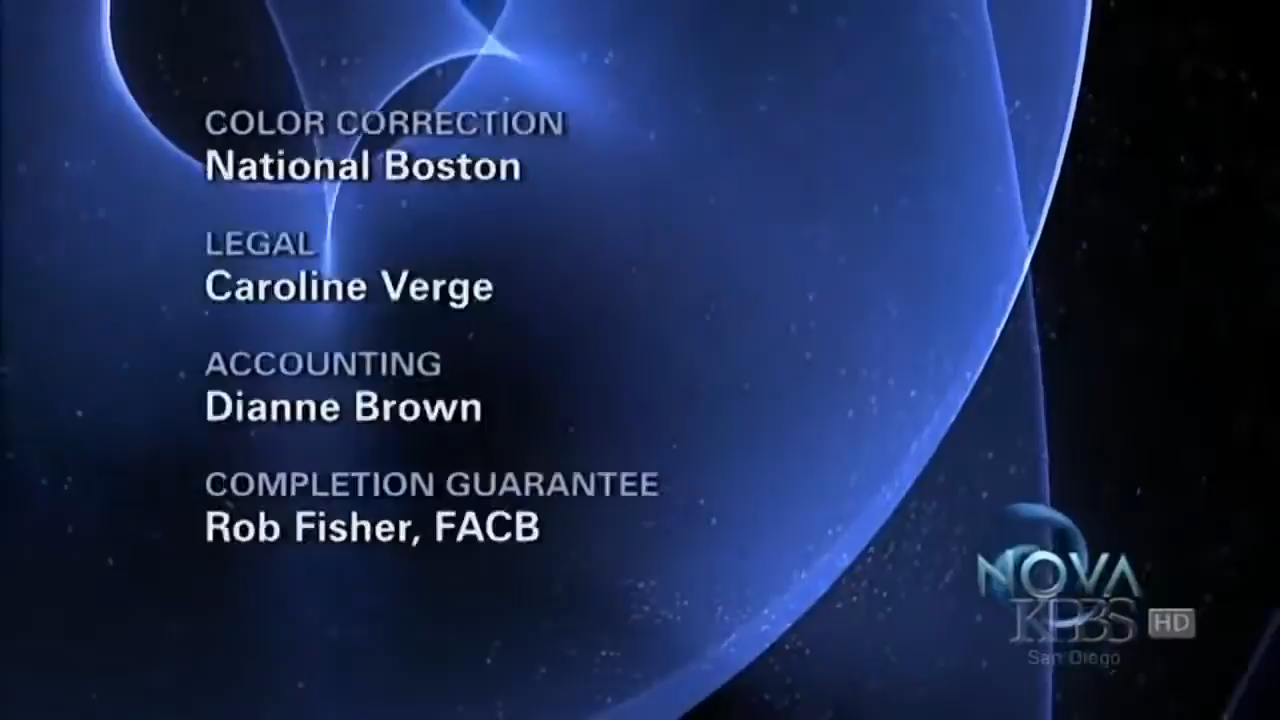 COLOR CORRECTION
National Boston
LEGAL
Caroline Verge
ACCOUNTING
Dianne Brown
COMPLETION GUARANTEE
Rob Fisher, FACB
NOVA
KPBS HD
San Diego